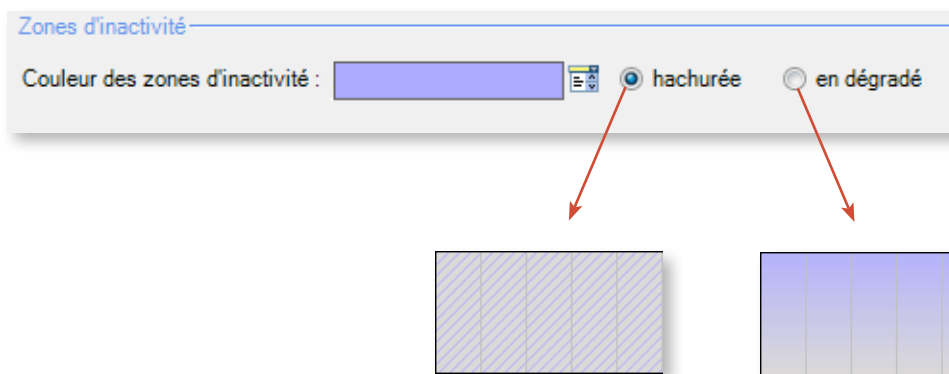 Zones d'inactivité
Couleur des zones d'inactivité : hachurée en dégradé